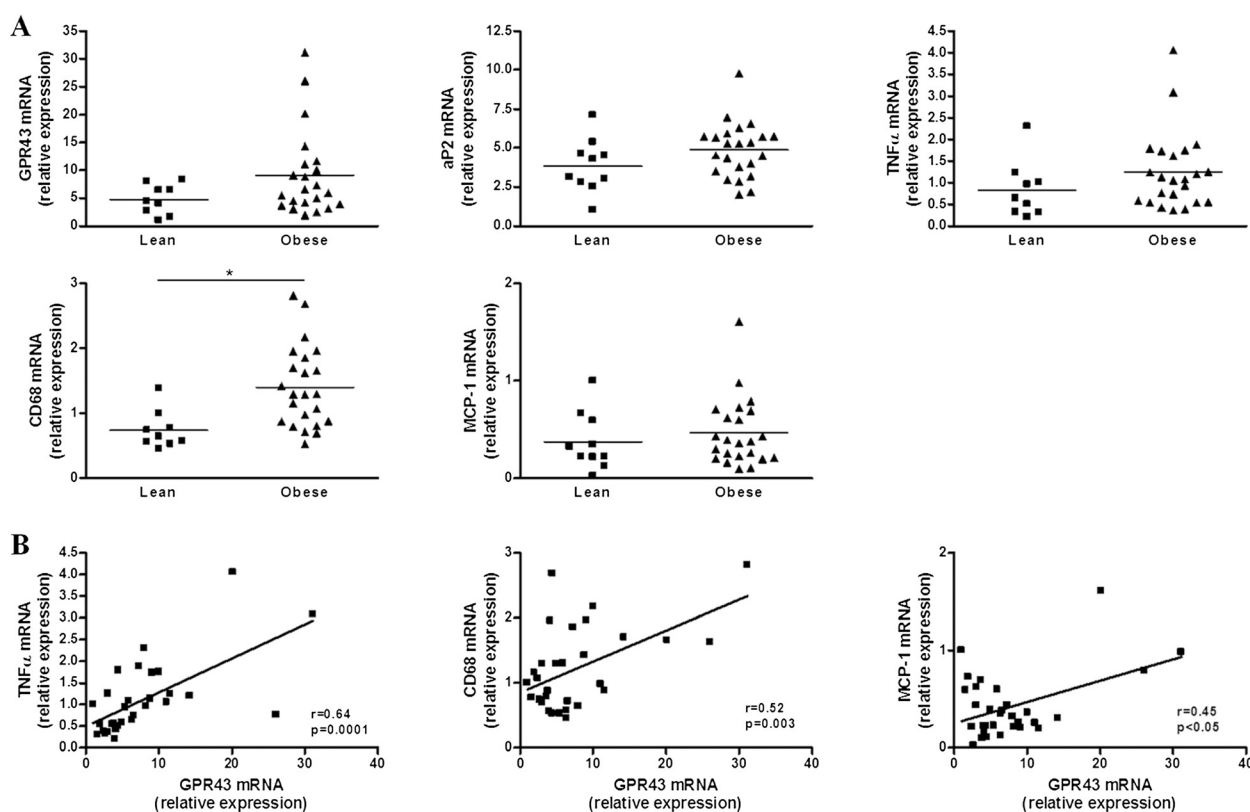 A
GPR43 mRNA
(relative expression)
35
30
25
20
15
10
5
0
Lean
Obese
aP2 mRNA
(relative expression)
12.5
10.0
7.5
5.0
2.5
0.0
Lean
Obese
TNFα mRNA
(relative expression)
4.5
4.0
3.5
3.0
2.5
2.0
1.5
1.0
0.5
0.0
Lean
Obese
CD68 mRNA
(relative expression)
3
2
1
0
*
Lean
Obese
MCP-1 mRNA
(relative expression)
2
1
0
Lean
Obese
B
TNFα mRNA
(relative expression)
4.5
4.0
3.5
3.0
2.5
2.0
1.5
1.0
0.5
0.0
r=0.64
p=0.0001
0
10
20
30
40
GPR43 mRNA
(relative expression)
CD68 mRNA
(relative expression)
3
2
1
0
r=0.52
p=0.003
0
10
20
30
40
GPR43 mRNA
(relative expression)
MCP-1 mRNA
(relative expression)
2
1
0
r=0.45
p<0.05
0
10
20
30
40
GPR43 mRNA
(relative expression)